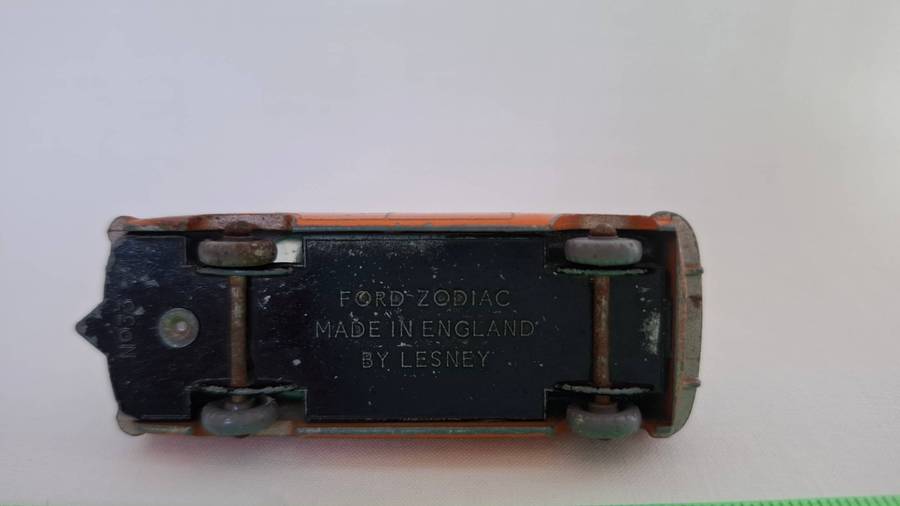 FORD ZODIAC
MADE IN ENGLAND
BY LESNEY